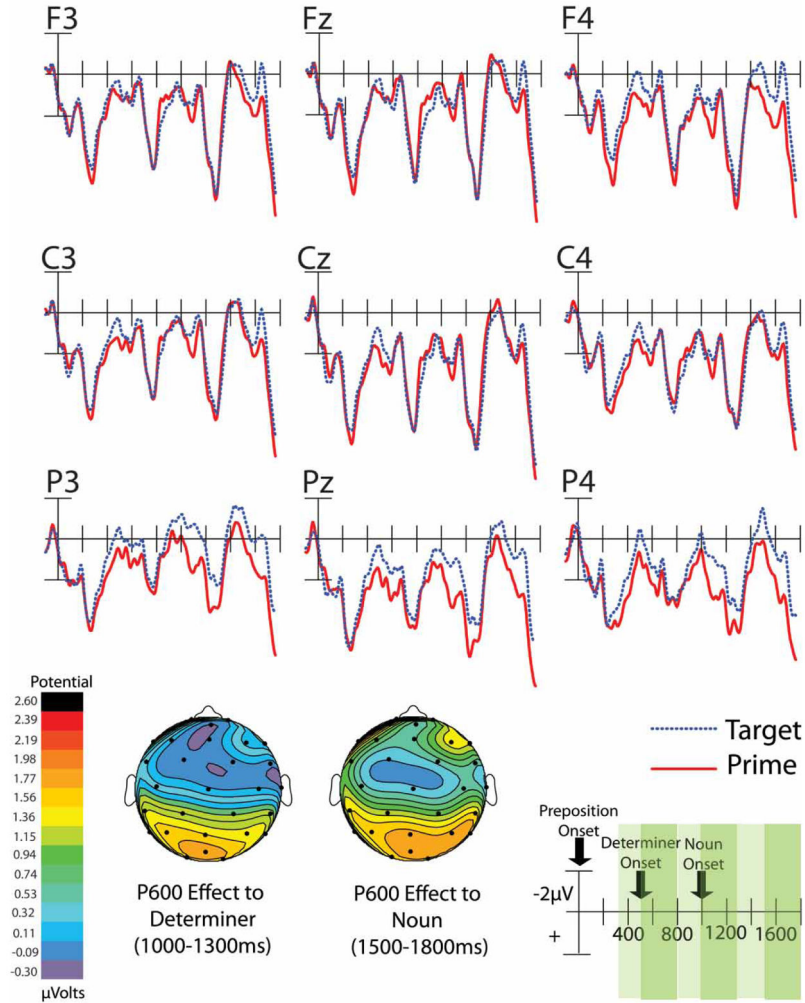 F3 Fz F4
C3 Cz C4
P3 Pz P4
Potential
2.60
2.39
2.19
1.98
1.77
1.56
1.36
1.15
0.94
0.74
0.53
0.32
0.11
-0.09
-0.30
µVolts
P600 Effect to
Determiner
(1000-1300ms)
P600 Effect to
Noun
(1500-1800ms)
Target
Prime
Preposition
Onset
Determiner
Onset
Noun
Onset
-2µV
+
400 800 1200 1600